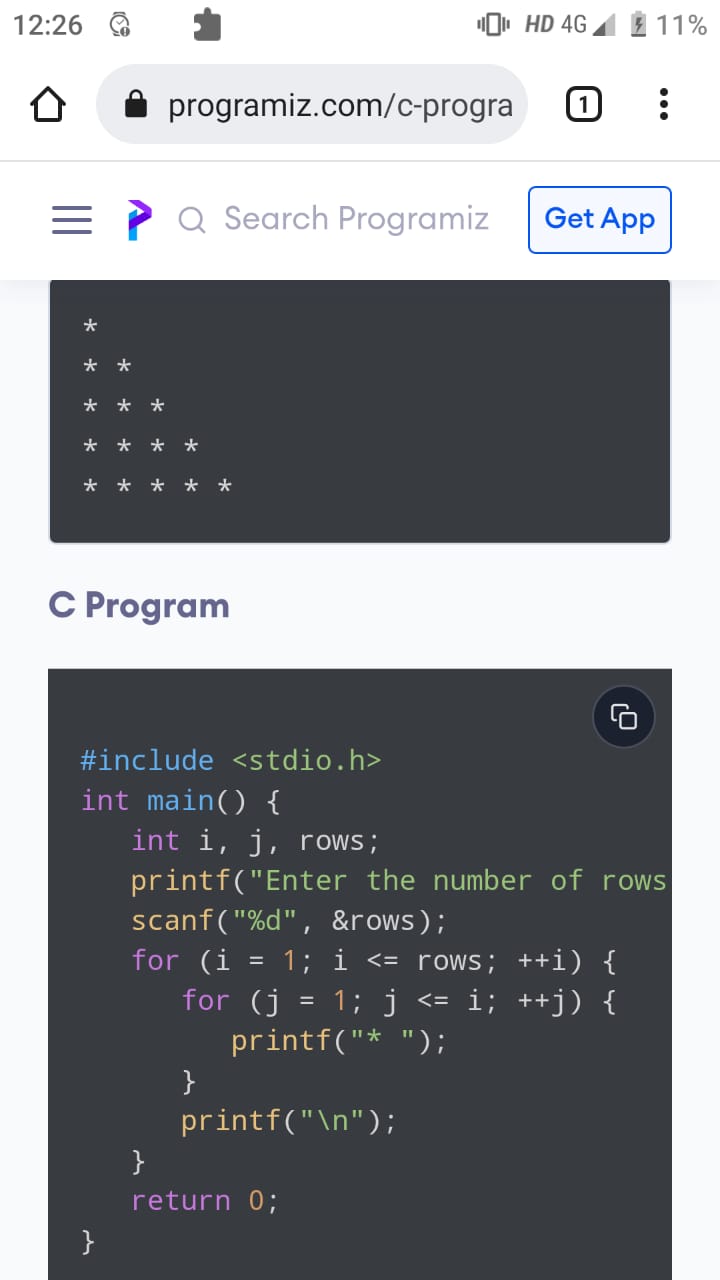 12:26 HD 4G 11%
programiz.com/c-progra 1
Search Programiz Get App
*
* *
* * *
* * * *
* * * * *
C Program
#include <stdio.h>
int main() {
   int i, j, rows;
   printf("Enter the number of rows
   scanf("%d", &rows);
   for (i = 1; i <= rows; ++i) {
      for (j = 1; j <= i; ++j) {
         printf("* ");
      }
      printf("\n");
   }
   return 0;
}